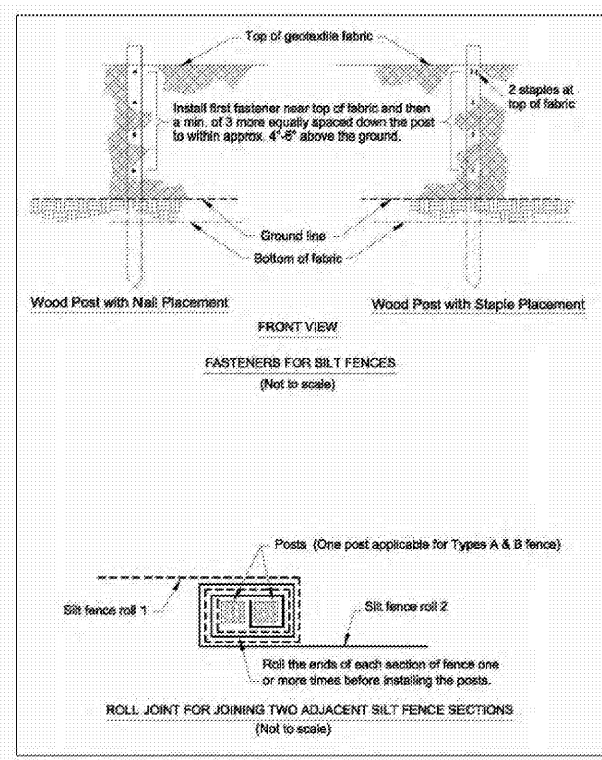 Top of geotextile fabric
2 staples at
top of fabric
Install first fastener near top of fabric and then
a min. of 3 more equally spaced down the post
to within approx. 4"-6" above the ground.
Ground line
Bottom of fabric
Wood Post with Nail Placement
Wood Post with Staple Placement
FRONT VIEW
FASTENERS FOR SILT FENCES
(Not to scale)
Posts (One post applicable for Types A & B fence)
Silt fence roll 1
Silt fence roll 2
Roll the ends of each section of fence one
or more times before installing the posts.
ROLL JOINT FOR JOINING TWO ADJACENT SILT FENCE SECTIONS
(Not to scale)